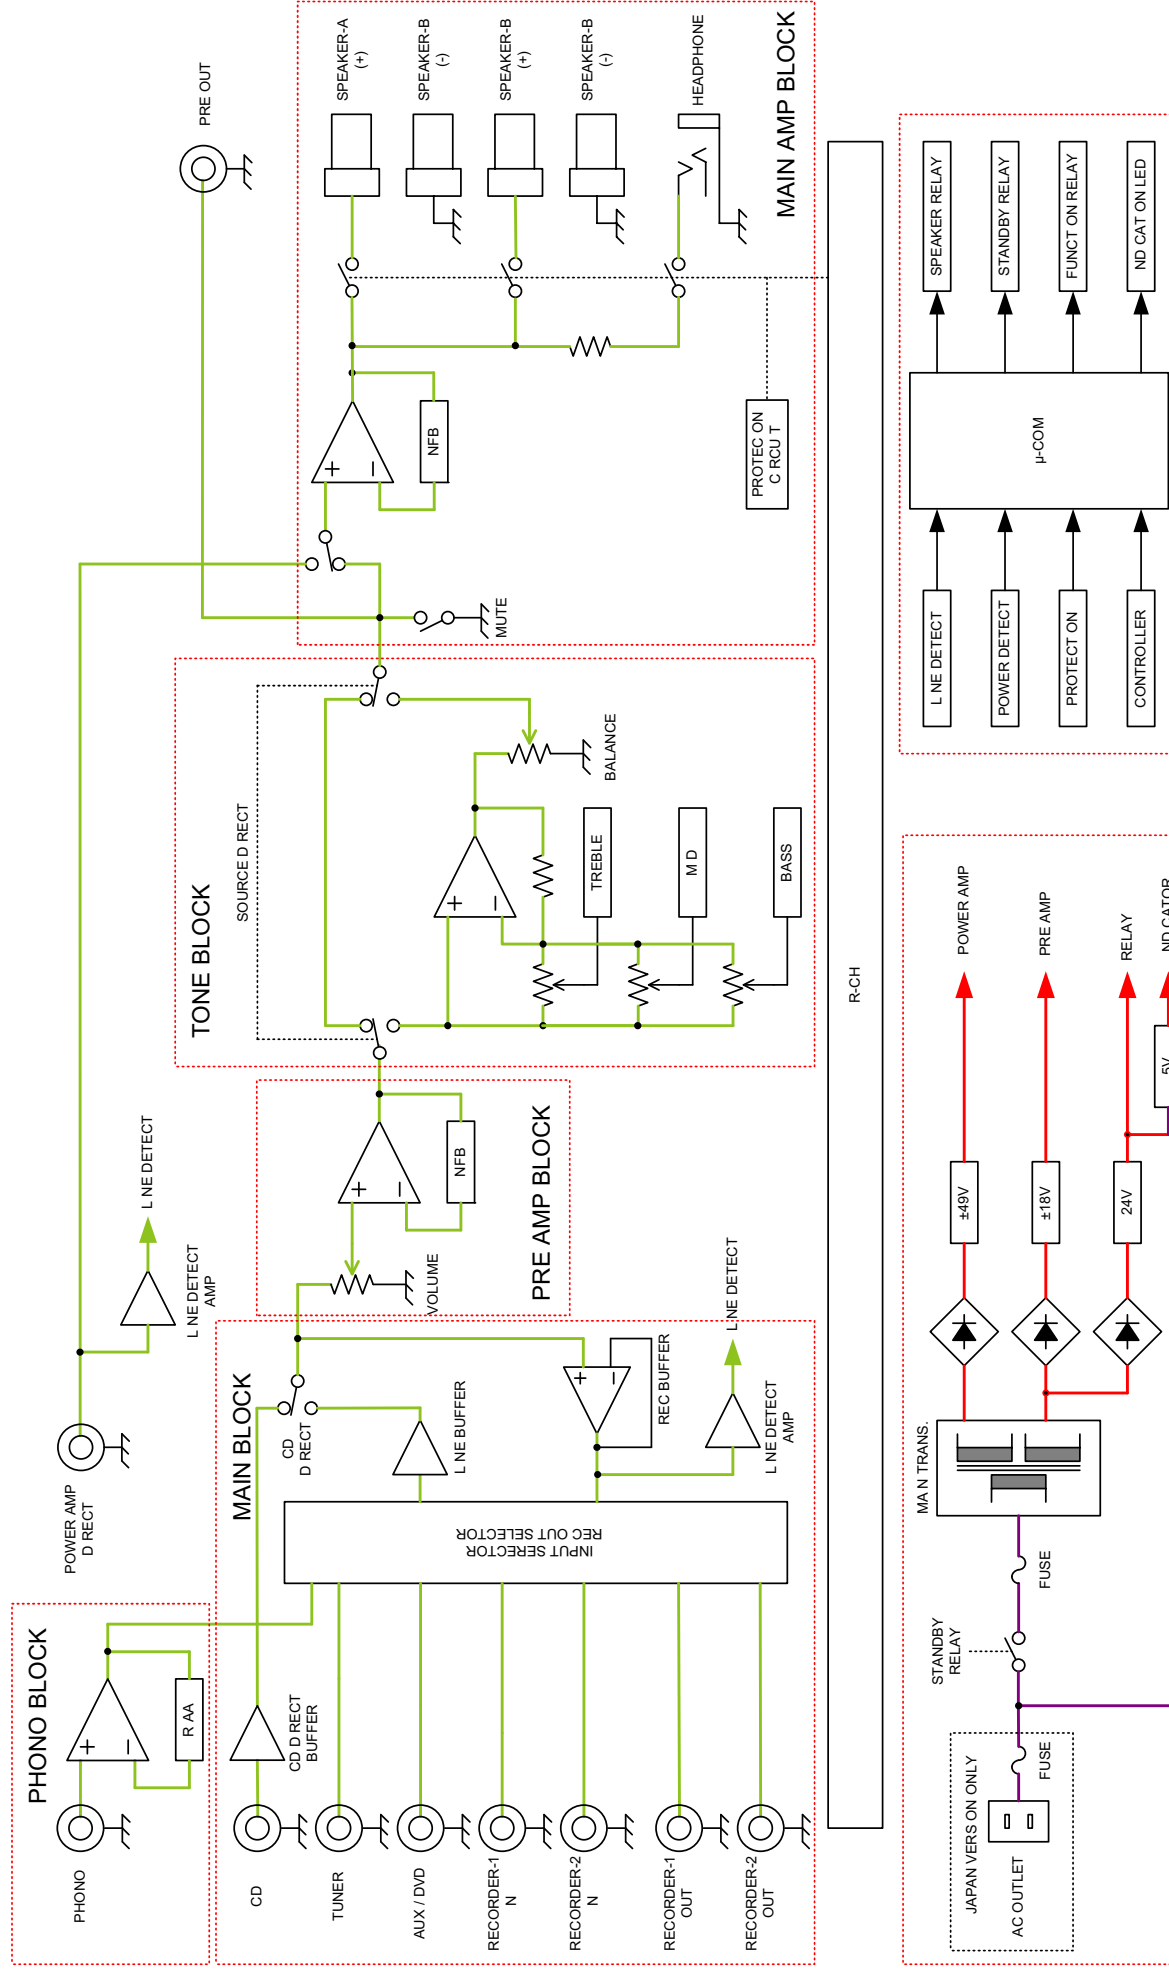 PHONO BLOCK
PHONO
R AA
POWER AMP
D RECT
L NE DETECT
AMP
L NE DETECT
PRE OUT
MAIN BLOCK
CD
TUNER
AUX / DVD
RECORDER-1
N
RECORDER-2
N
RECORDER-1
OUT
RECORDER-2
OUT
CD D RECT
BUFFER
INPUT SERECTOR
REC OUT SELECTOR
CD
D RECT
L NE BUFFER
REC BUFFER
L NE DETECT
AMP
L NE DETECT
PRE AMP BLOCK
VOLUME
+
−
NFB
TONE BLOCK
SOURCE D RECT
TREBLE
M D
BASS
BALANCE
MAIN AMP BLOCK
MUTE
NFB
PROTEC ON
C RCU T
SPEAKER-A
(+)
SPEAKER-B
(-)
SPEAKER-B
(+)
SPEAKER-B
(-)
HEADPHONE
R-CH
JAPAN VERS ON ONLY
AC OUTLET
FUSE
STANDBY
RELAY
FUSE
MA N TRANS.
±49V
±18V
24V
5V
POWER AMP
PRE AMP
RELAY
ND CATOR
L NE DETECT
POWER DETECT
PROTECT ON
CONTROLLER
μ-COM
SPEAKER RELAY
STANDBY RELAY
FUNCT ON RELAY
ND CAT ON LED